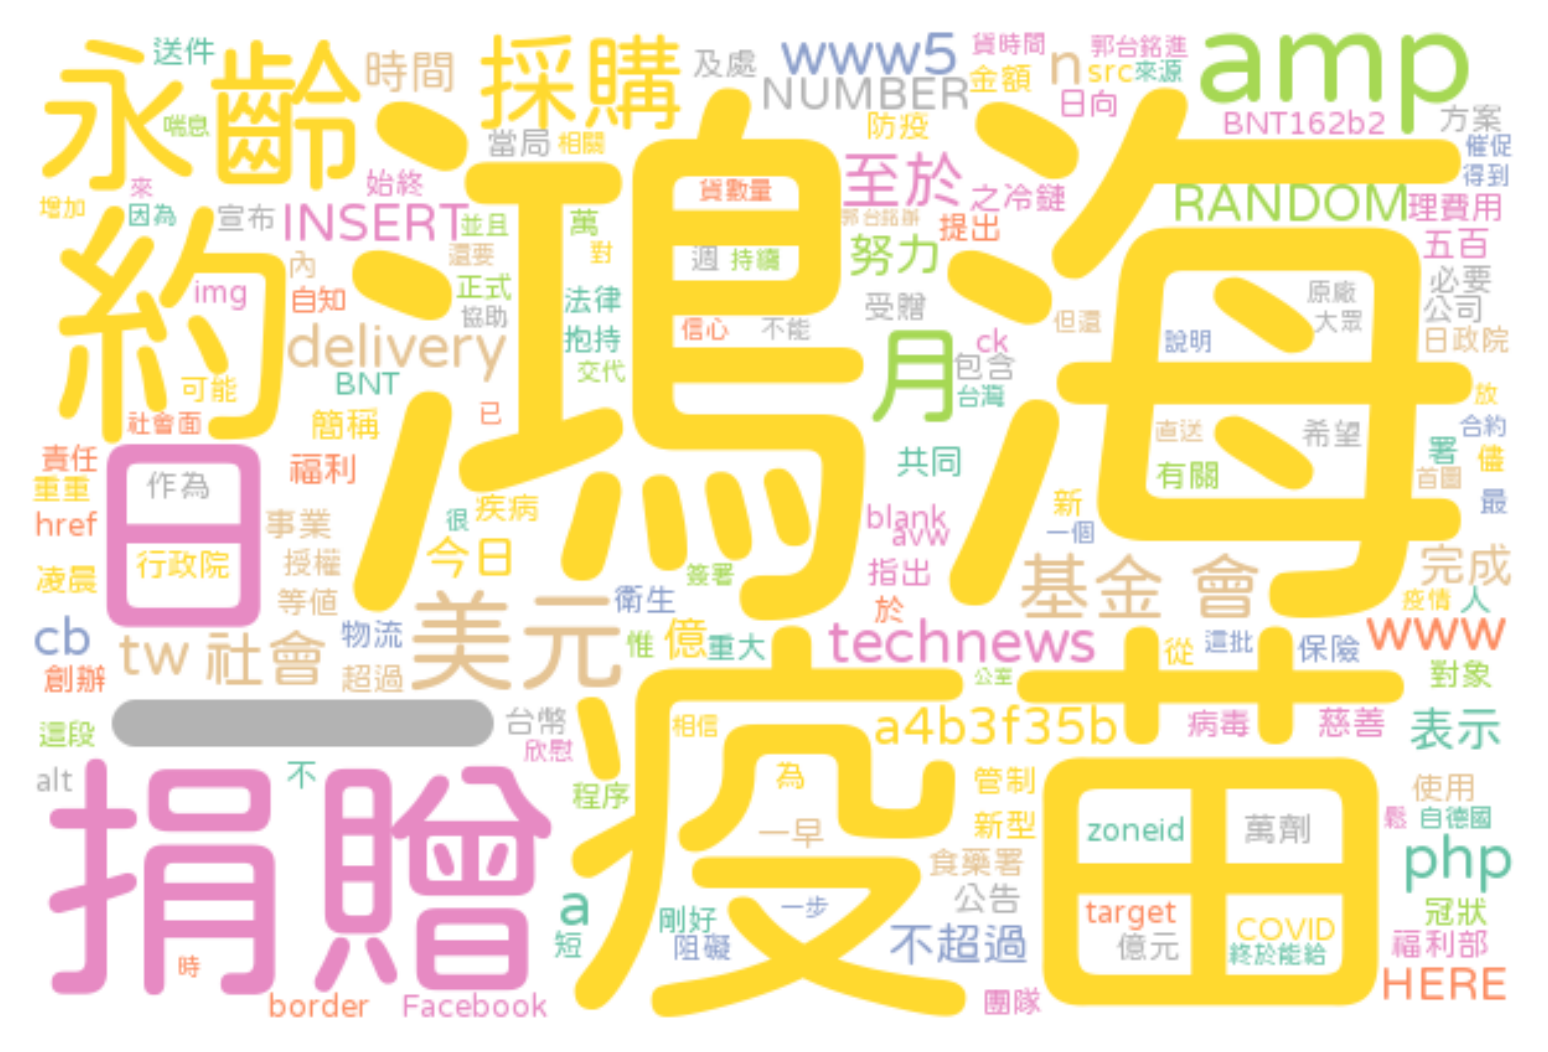 送件
永齡
時間
採購
及處
www5
貨時間
郭台銘進
amp
NUMBER
金額
n
src
來源
日向
喘息
當局
相關
防疫
BNT162b2
方案
催促
得到
增加
來
因為
宣布
始終
INSERT
並且
萬
貨數量
至於
之冷鏈
RANDOM
理費用
提出
還要
對
努力
五百
約
內
img
自知
正式
協助
法律
週
持續
受贈
原廠
大眾
必要
公司
鴻海
delivery
抱持
信心
不能
月
ck
但還
說明
日政院
BNT
交代
包含
台灣
可能
社會面
簡稱
已
放
合約
直送
希望
責任
重重
福利
共同
有關
署
儘
首圖
日
作為
href
事業
很
疾病
blank
avw
新
一個
最
行政院
授權
今日
簽署
指出
基金
會
完成
凌晨
等值
衛生
於
疫情
人
cb
tw
社會
物流
美元
惟
億
重大
technews
從
這批
保險
www
創辦
超過
公室
對象
一
這段
台幣
欣慰
相信
a4b3f35b
病毒
慈善
表示
疫苗
alt
不
捐贈
程序
為
管制
使用
一早
新型
zoneid
萬劑
鬆
自德國
食藥署
php
a
短
剛好
阻礙
一步
公告
不超過
target
COVID
億元
終於能給
冠狀
福利部
時
border
Facebook
團隊
HERE